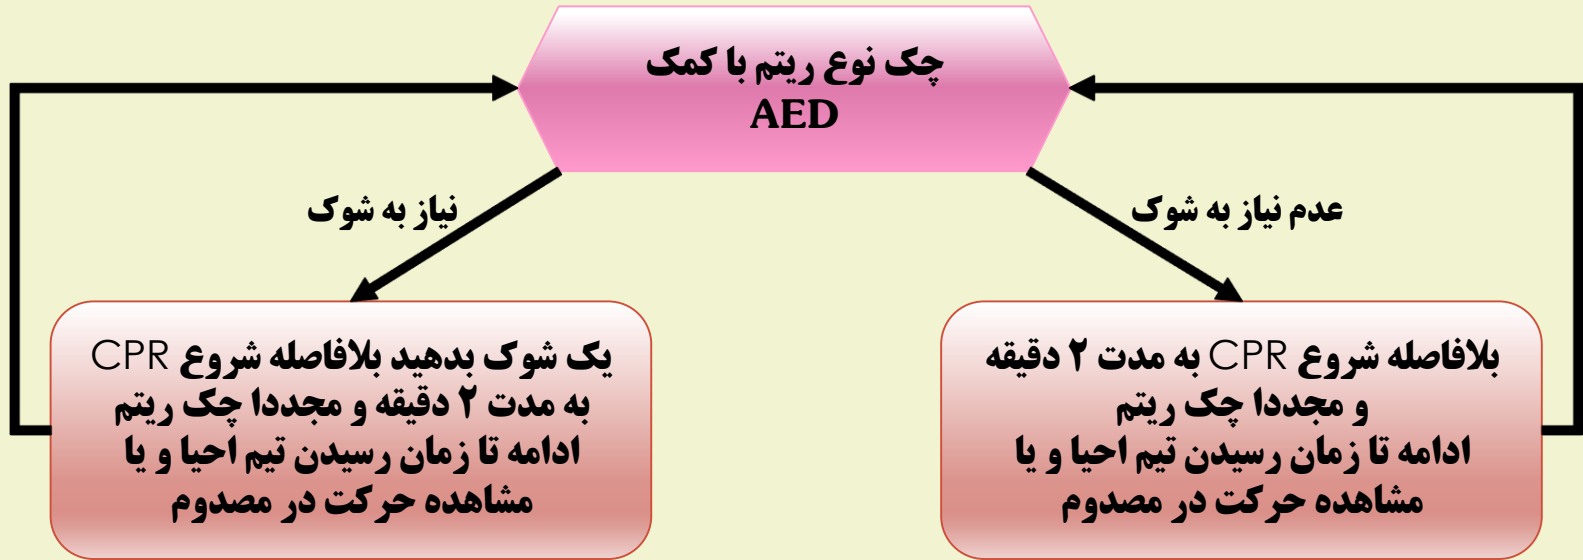 چک نوع ریتم با کمک
AED
عدم نیاز به شوک
نیاز به شوک
بلافاصله شروع CPR به مدت ۲ دقیقه
و مجددا چک ریتم
ادامه تا زمان رسیدن تیم احیا و یا
مشاهده حرکت در مصدوم
یک شوک بدهید بلافاصله شروع CPR
به مدت ۲ دقیقه و مجددا چک ریتم
ادامه تا زمان رسیدن تیم احیا و یا
مشاهده حرکت در مصدوم